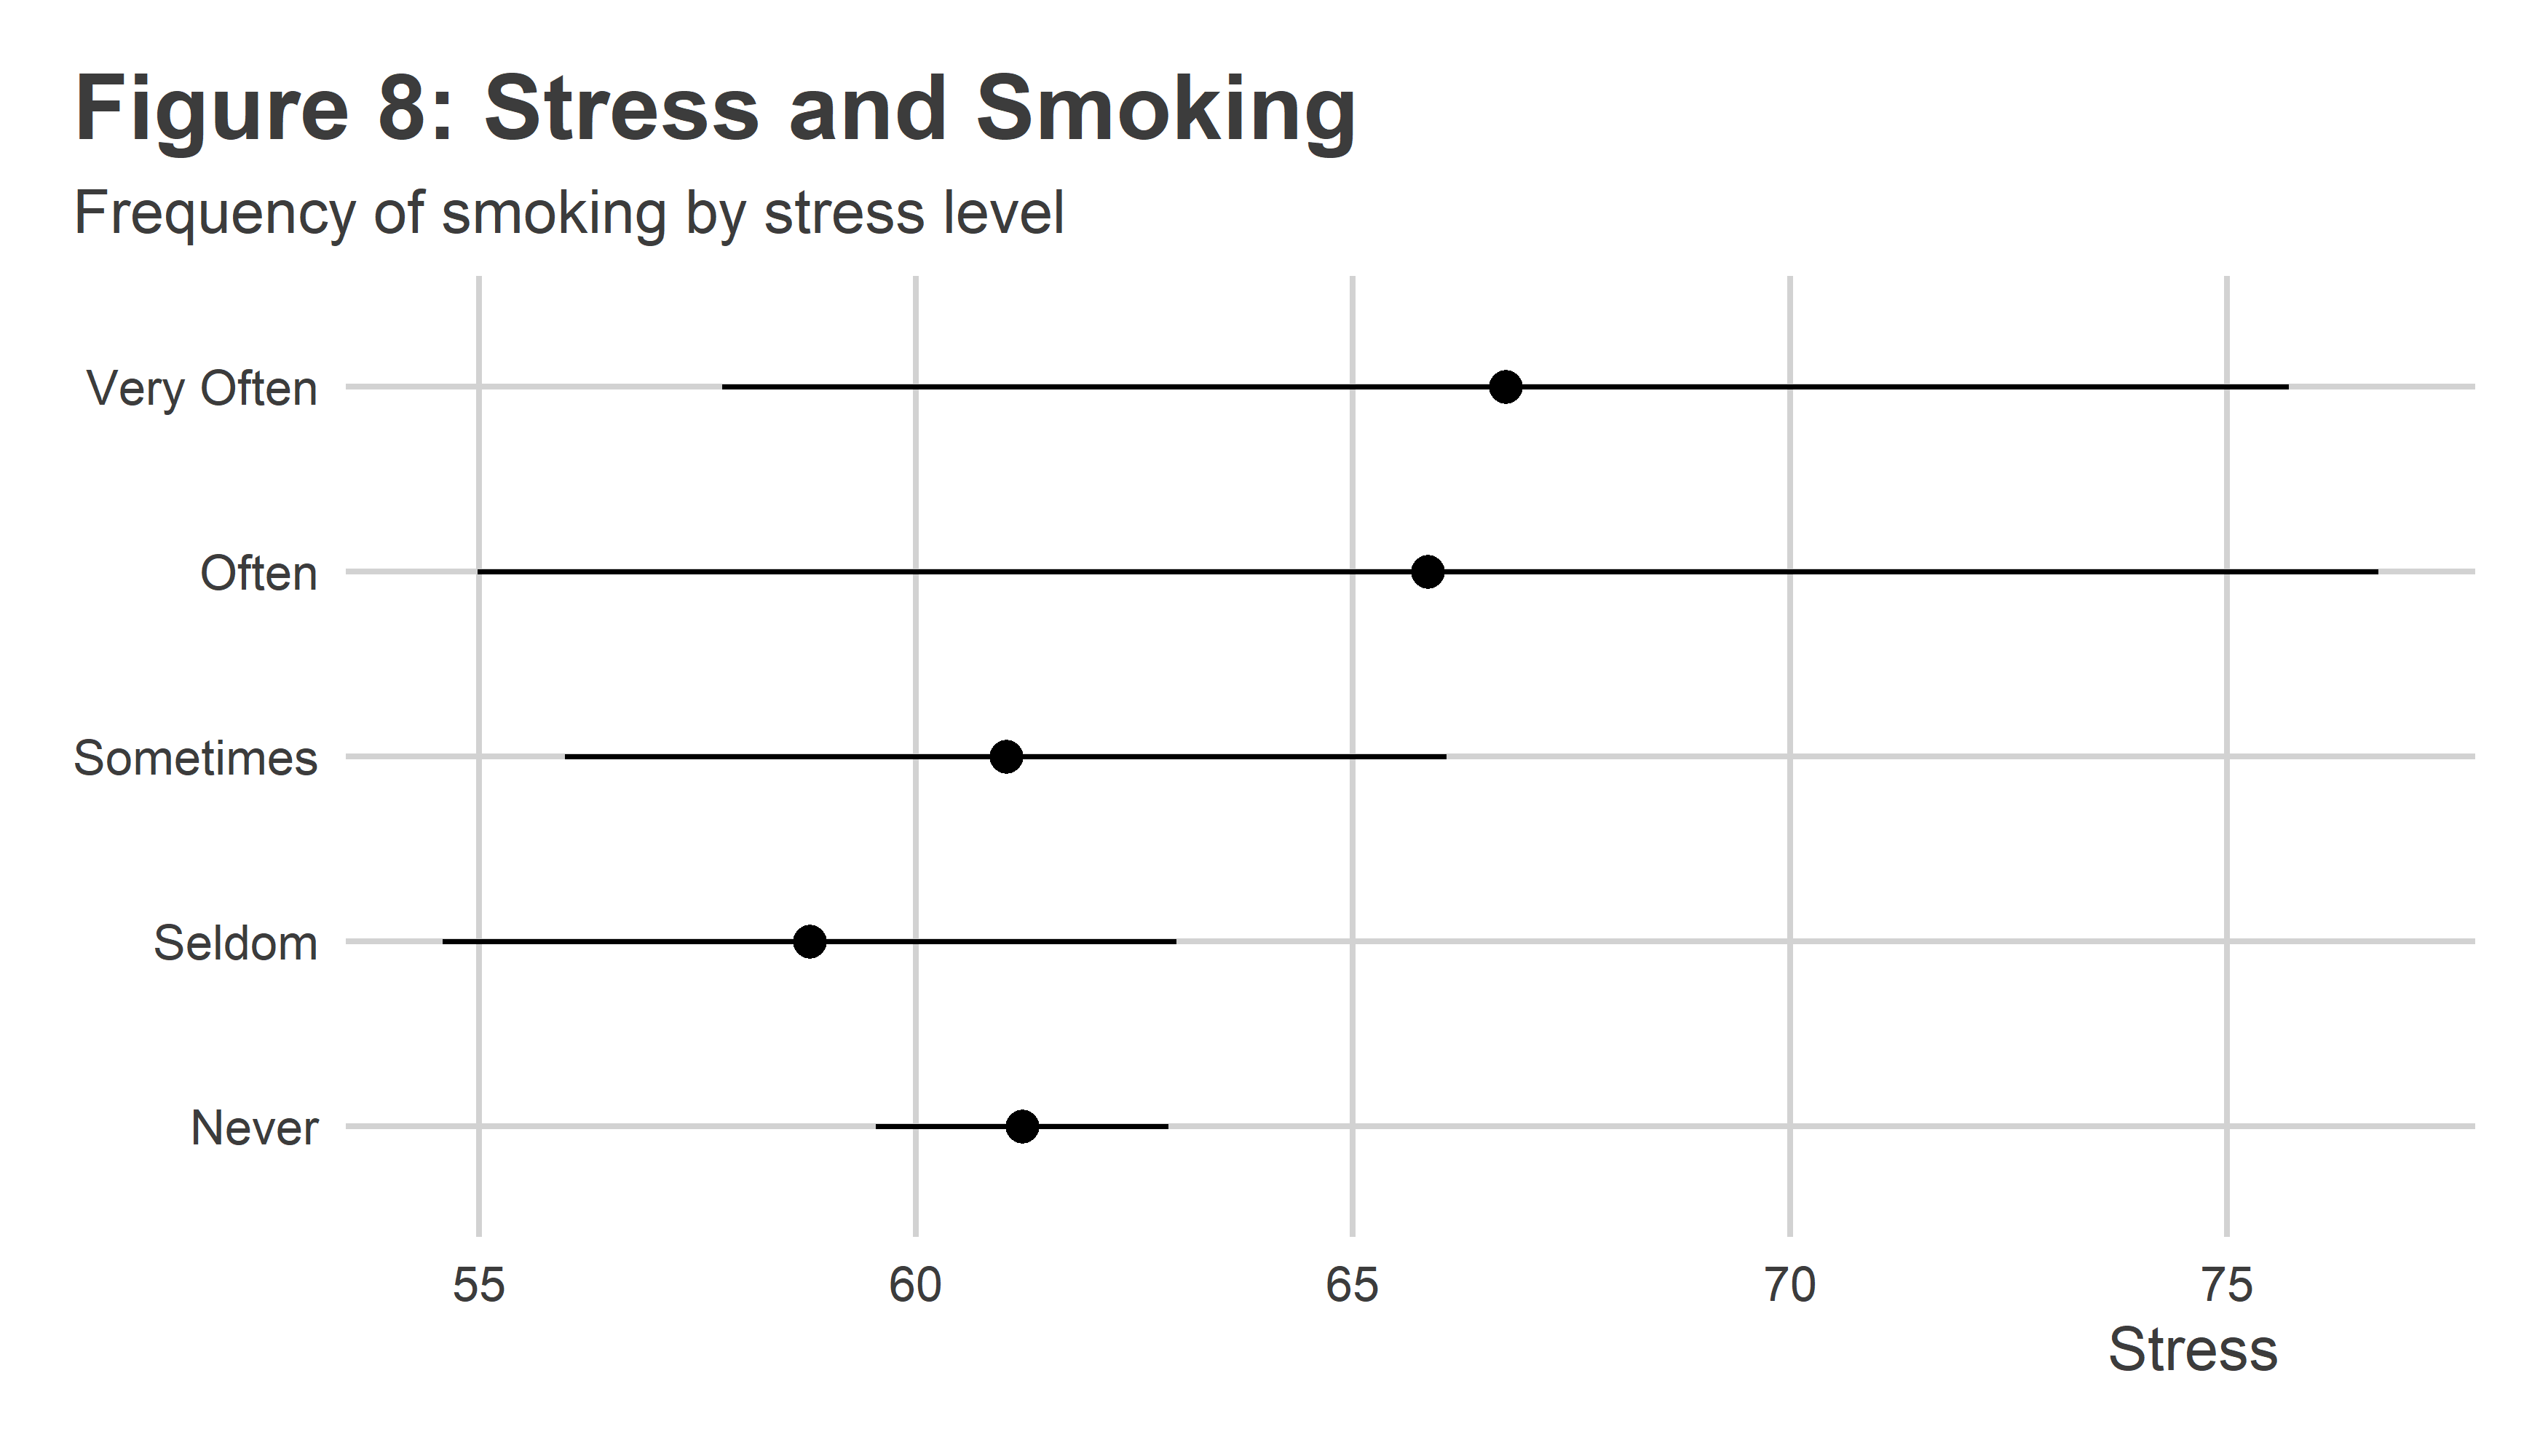 Figure 8: Stress and Smoking
Frequency of smoking by stress level
Very Often
Often
Sometimes
Seldom
Never
55 60 65 70 75
Stress